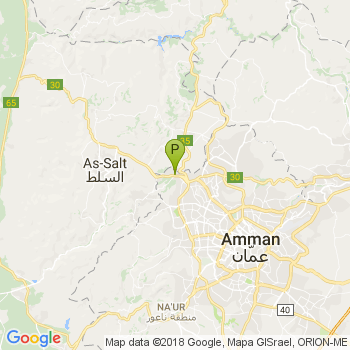 30
65
35
P
As-Salt
السلط
30
Amman
عمان
NA'UR
منطقة ناعور
40
Google
Map data ©2018 Google, Mapa GISrael, ORION-ME